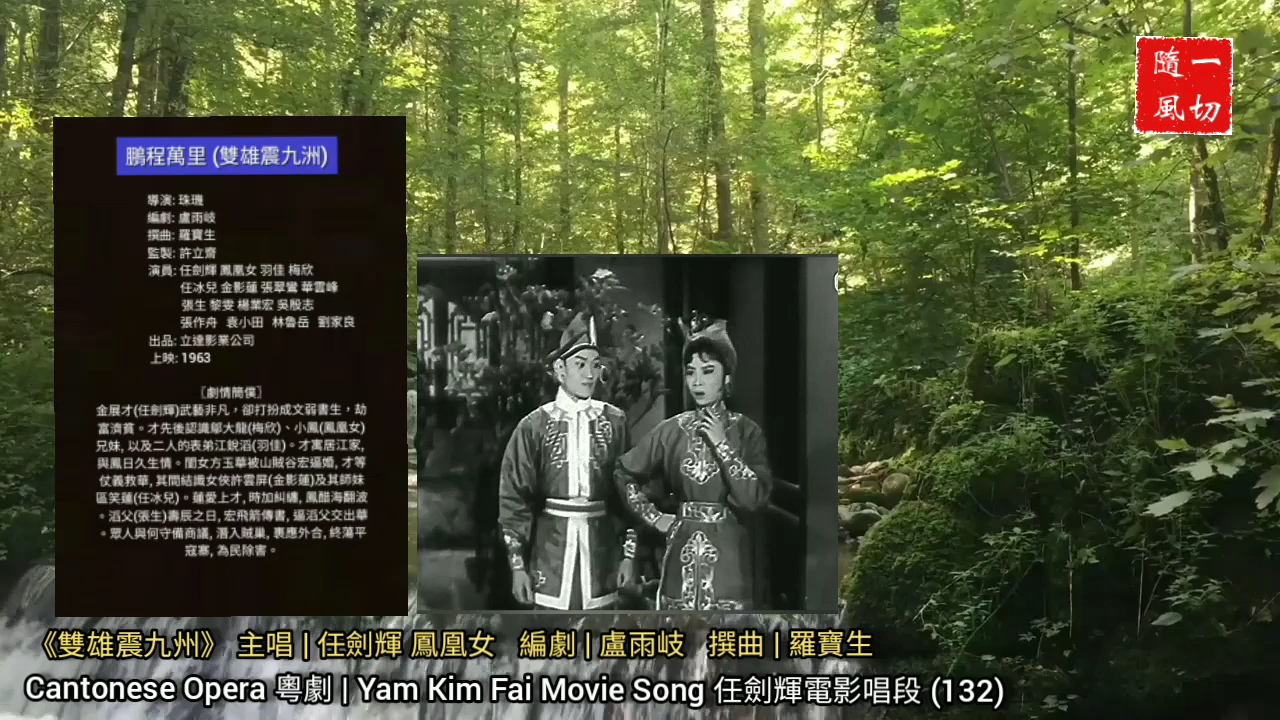 隨一
風切
鵬程萬里 (雙雄震九洲)
導演: 珠璣
編劇: 盧雨岐
撰曲: 羅寶生
監製: 許立齋
演員: 任劍輝 鳳凰女 羽佳 梅欣
任冰兒 金影蓮 張翠鸞 華雲峰
張生 黎雯 楊業宏 吳殷志
張作舟 袁小田 林魯岳 劉家良
出品: 立達影業公司
上映: 1963
〖劇情簡僕〗
金展才(任劍輝)武藝非凡，卻打扮成文弱書生，劫
富濟貧。才先後認識鄔大龍(梅欣)、小鳳(鳳凰女)
兄妹, 以及二人的表弟江銳滔(羽佳)。才寓居江家,
與鳳日久生情。閨女方玉華被山賊谷宏逼婚, 才等
仗義救華, 其間結識女俠許雲屏(金影蓮)及其師妹
區笑蓮(任冰兒)。蓮愛上才, 時加糾纏, 鳳醋海翻波
。滔父(張生)壽辰之日, 宏飛箭傳書, 逼滔父交出華
。眾人與何守備商議, 潛入賊巢, 裏應外合, 終蕩平
寇寨, 為民除害。
《雙雄震九州》 主唱 | 任劍輝 鳳凰女 編劇 | 盧雨岐 撰曲 | 羅寶生
Cantonese Opera 粵劇 | Yam Kim Fai Movie Song 任劍輝電影唱段 (132)